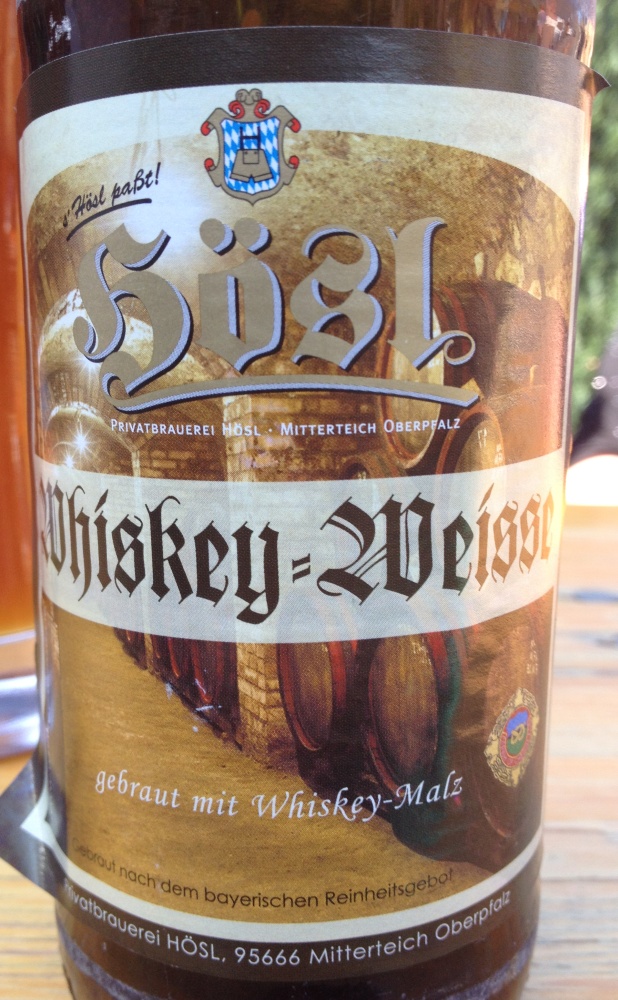 s' Hösl paßt!
Hösl
Privatbrauerei Hösl · Mitterteich Oberpfalz
Whiskey-Weisse
gebraut mit Whiskey-Malz
gebraut nach dem bayerischen Reinheitsgebot
Privatbrauerei HÖSL, 95666 Mitterteich Oberpfalz